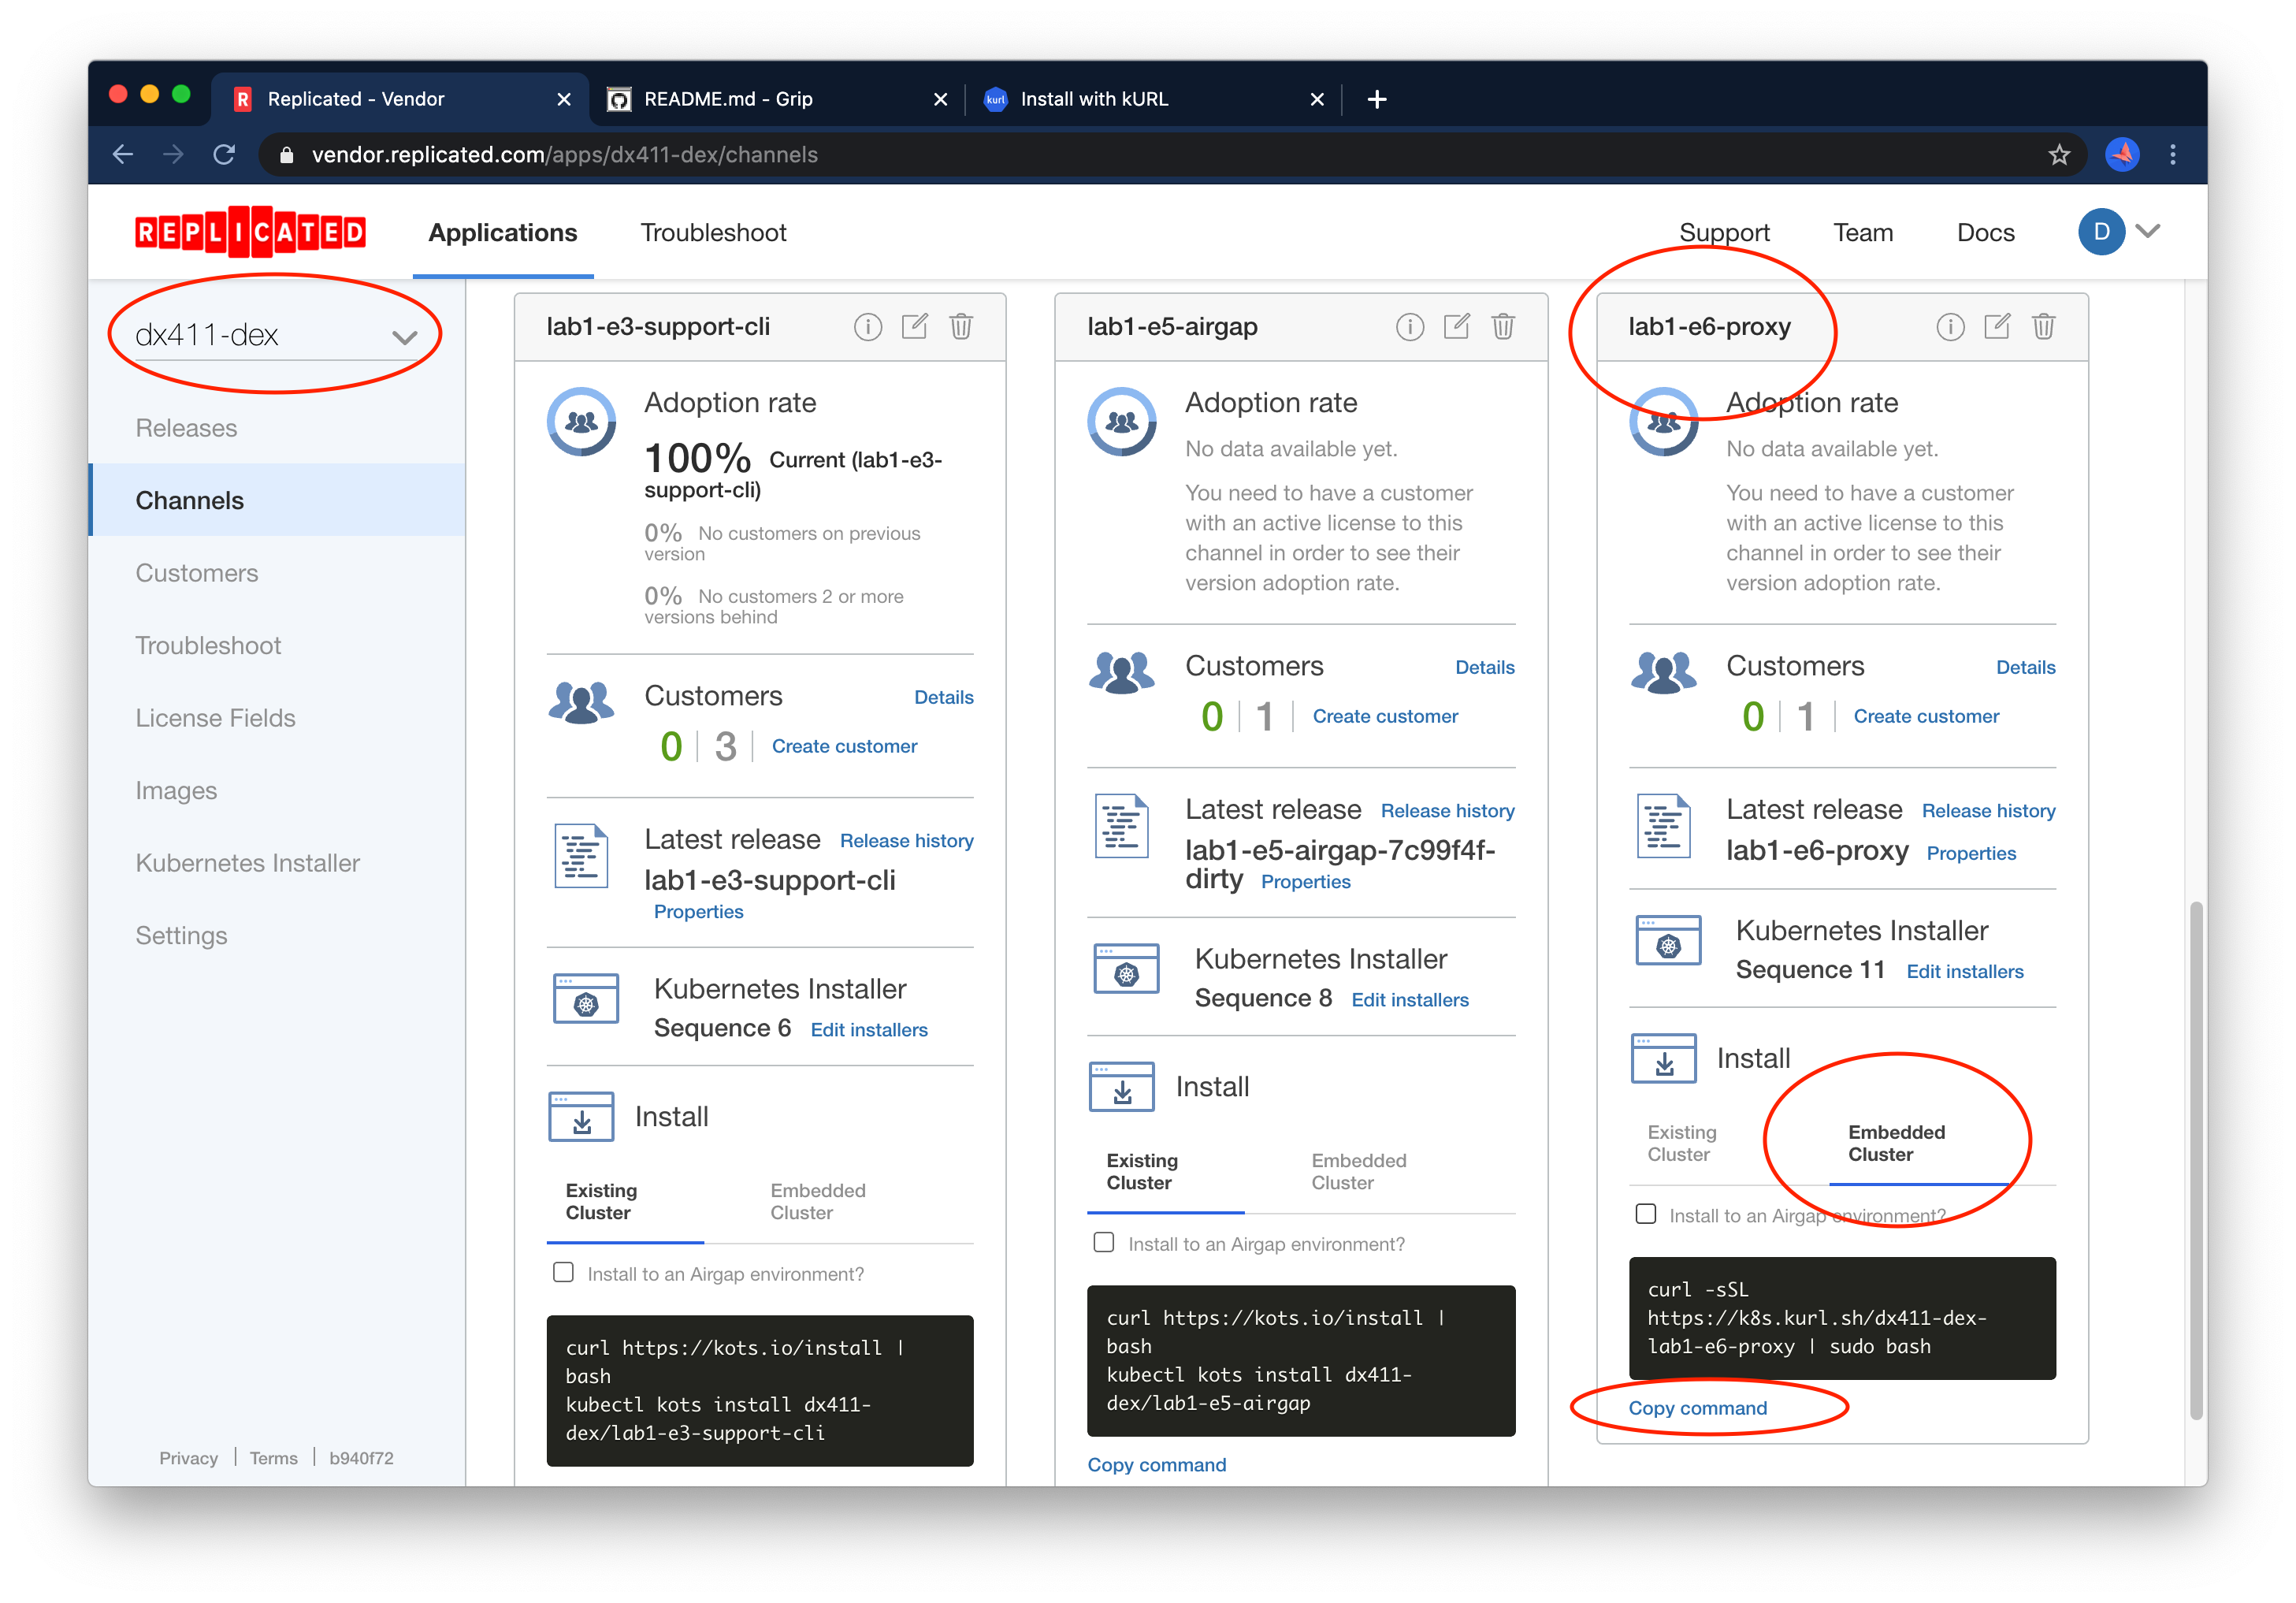 Replicated - Vendor
README.md - Grip
kurl
Install with kURL
vendor.replicated.com/apps/dx411-dex/channels
REPLICATED
Applications
Troubleshoot
Support
Team
Docs
D
dx411-dex
Releases
Channels
Customers
Troubleshoot
License Fields
Images
Kubernetes Installer
Settings
Privacy
Terms
b940f72
lab1-e3-support-cli
Adoption rate
100% Current (lab1-e3-
support-cli)
0% No customers on previous
version
0% No customers 2 or more
versions behind
Customers
Details
0 | 3 | Create customer
Latest release
Release history
lab1-e3-support-cli
Properties
Kubernetes Installer
Sequence 6
Edit installers
Install
Existing
Cluster
Embedded
Cluster
Install to an Airgap environment?
curl https://kots.io/install |
bash
kubectl kots install dx411-
dex/lab1-e3-support-cli
lab1-e5-airgap
Adoption rate
No data available yet.
You need to have a customer
with an active license to this
channel in order to see their
version adoption rate.
Customers
Details
0 | 1 | Create customer
Latest release
Release history
lab1-e5-airgap-7c99f4f-
dirty Properties
Kubernetes Installer
Sequence 8
Edit installers
Install
Existing
Cluster
Embedded
Cluster
Install to an Airgap environment?
curl https://kots.io/install |
bash
kubectl kots install dx411-
dex/lab1-e5-airgap
Copy command
lab1-e6-proxy
Adoption rate
No data available yet.
You need to have a customer
with an active license to this
channel in order to see their
version adoption rate.
Customers
Details
0 | 1 | Create customer
Latest release
Release history
lab1-e6-proxy
Properties
Kubernetes Installer
Sequence 11
Edit installers
Install
Existing
Cluster
Embedded
Cluster
Install to an Airgap environment?
curl -sSL
https://k8s.kurl.sh/dx411-dex-
lab1-e6-proxy | sudo bash
Copy command